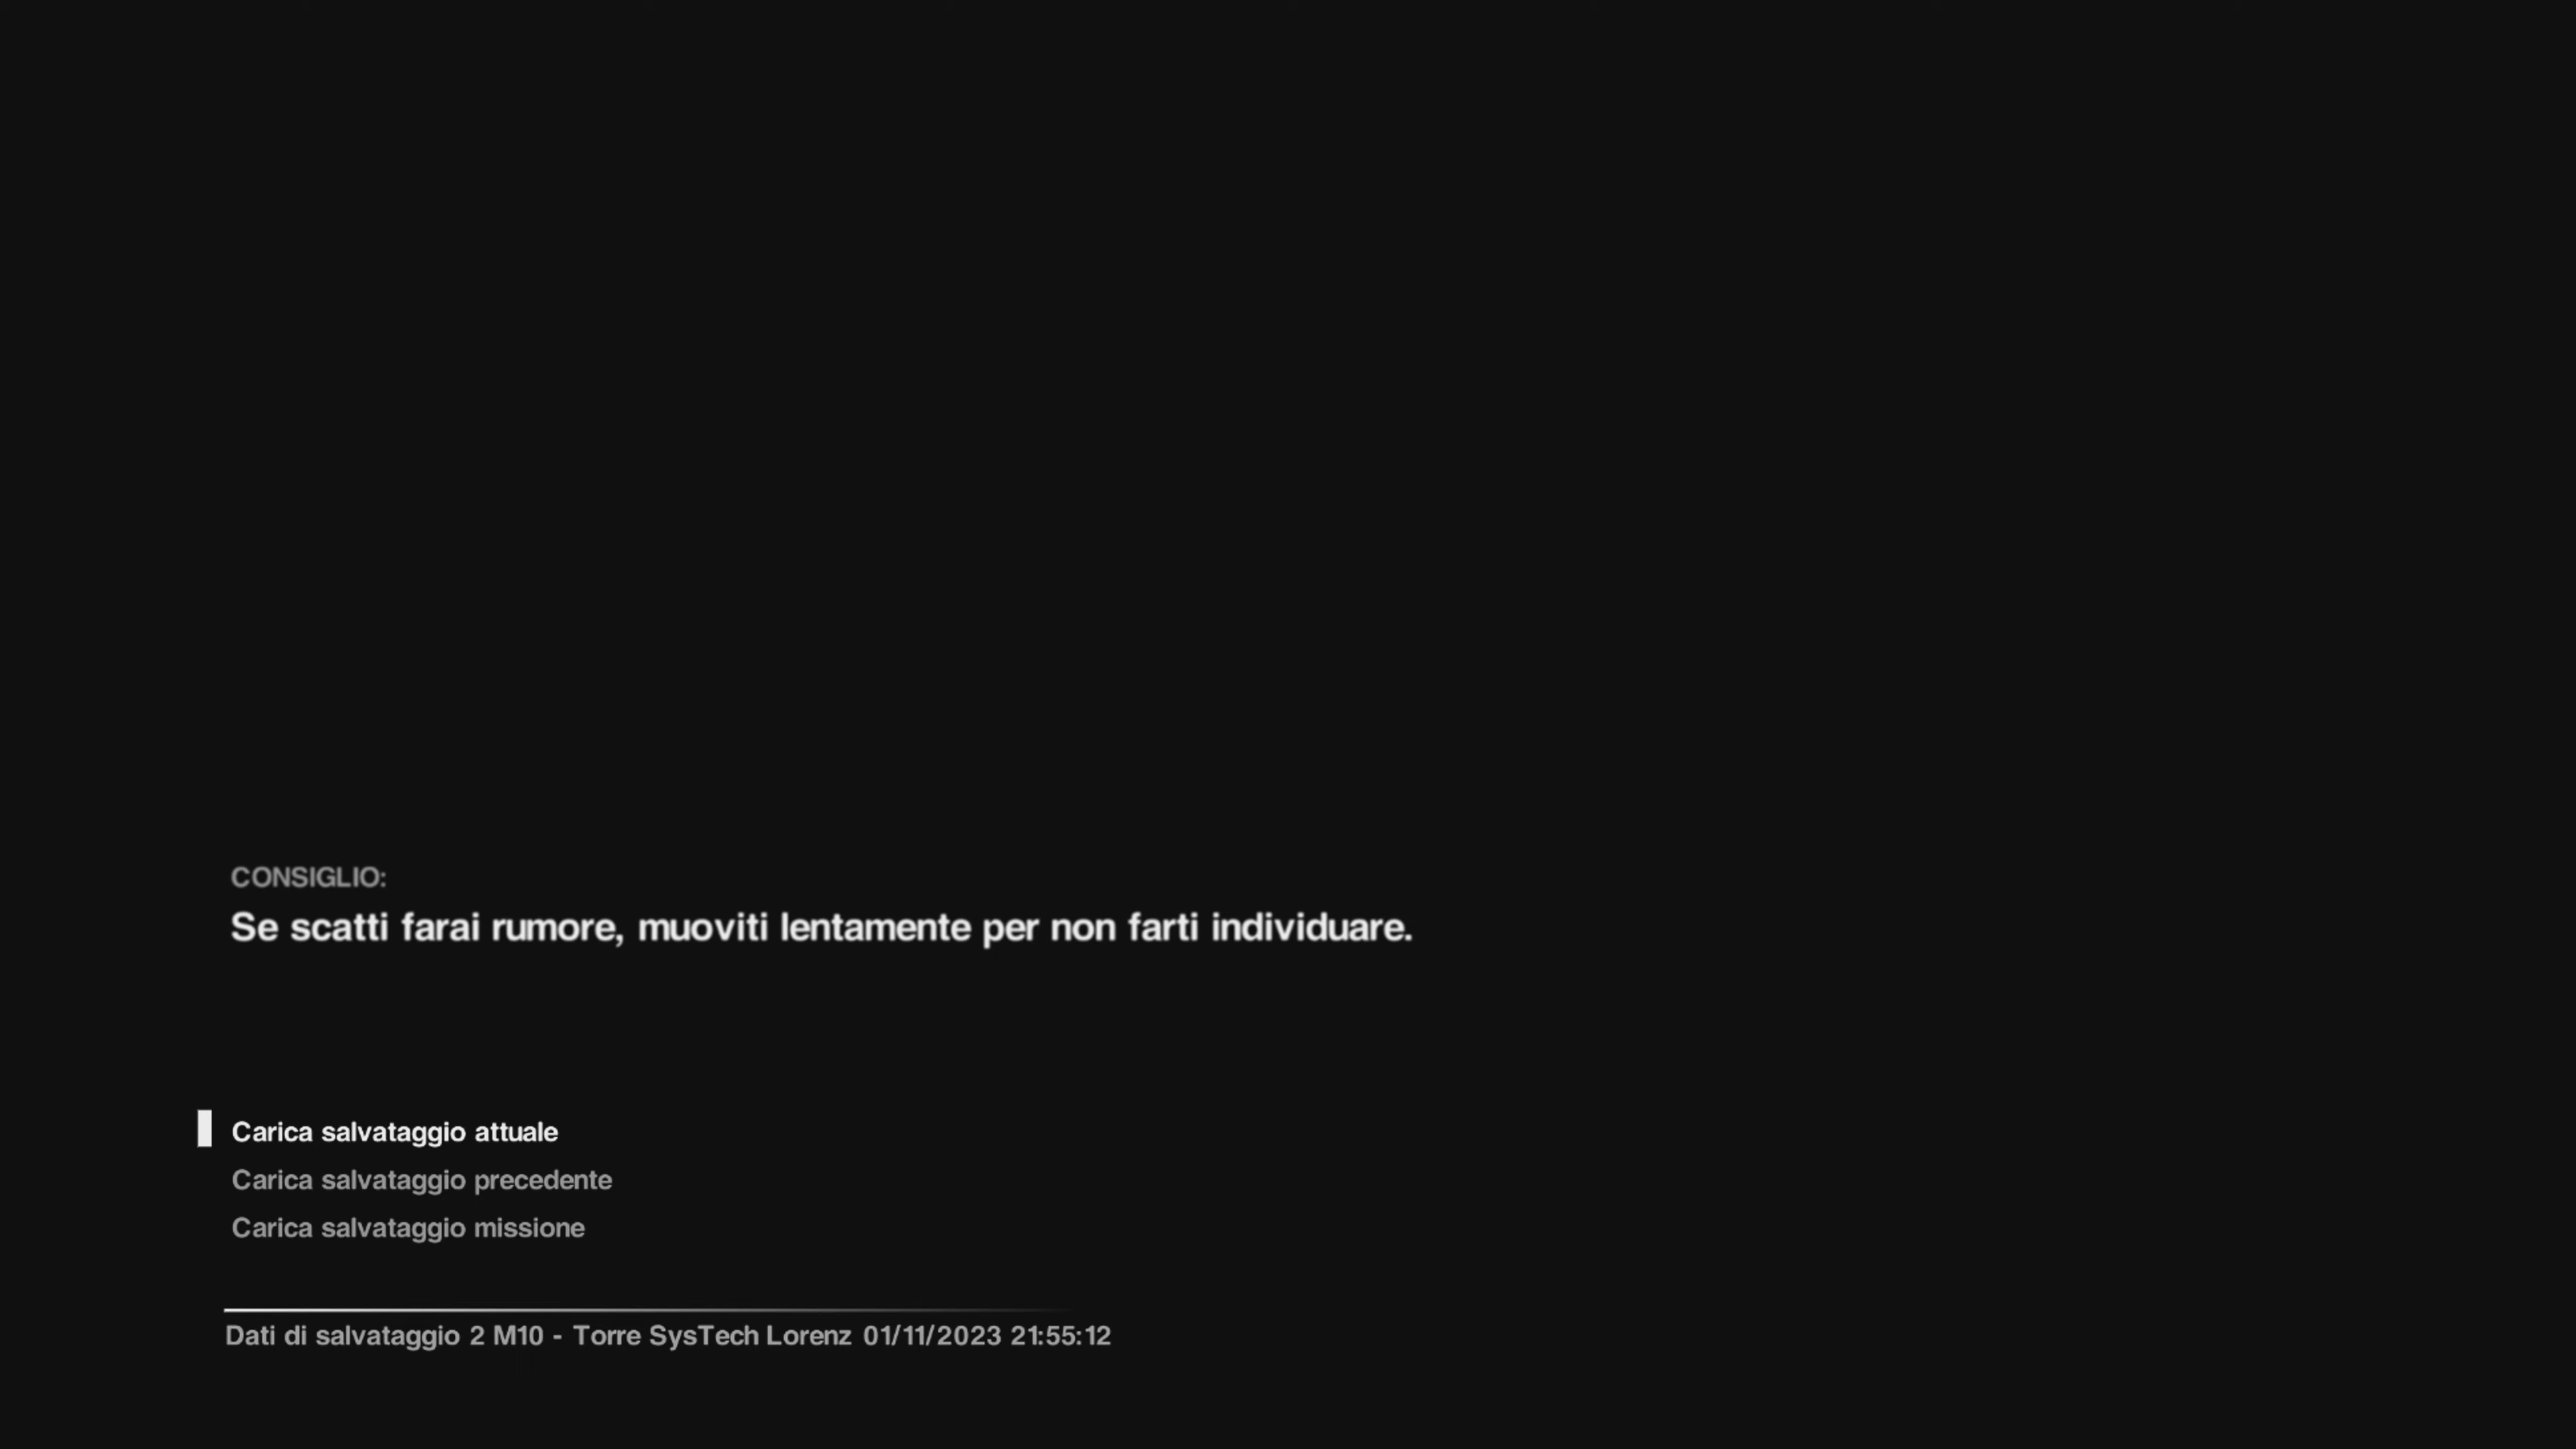 CONSIGLIO:
Se scatti farai rumore, muoviti lentamente per non farti individuare.
Carica salvataggio attuale
Carica salvataggio precedente
Carica salvataggio missione
Dati di salvataggio 2 M10 - Torre SysTech Lorenz 01/11/2023 21:55:12